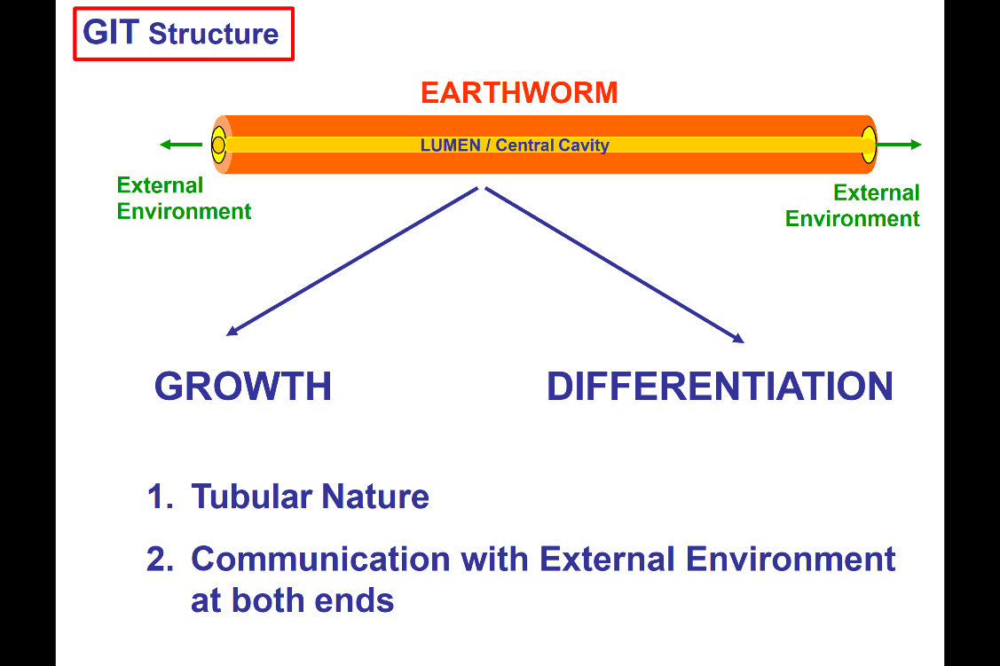 GIT Structure
EARTHWORM
LUMEN / Central Cavity
External
Environment
External
Environment
GROWTH
DIFFERENTIATION
1. Tubular Nature
2. Communication with External Environment
at both ends